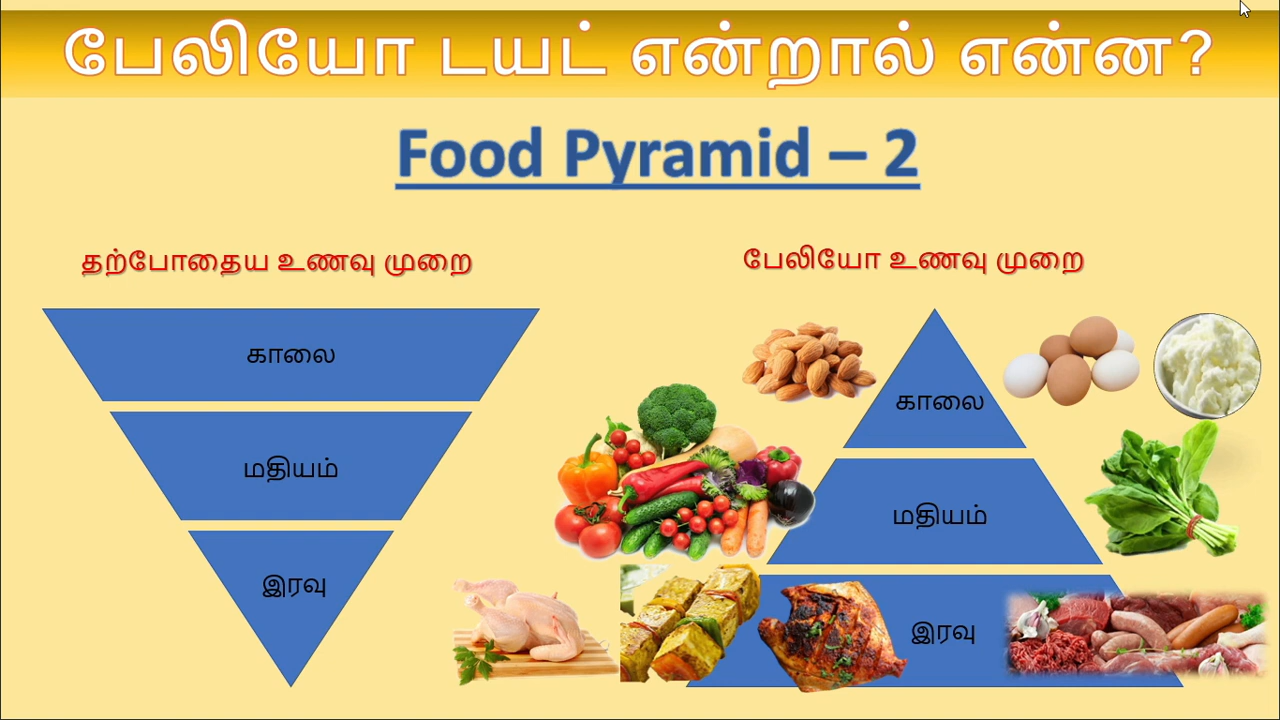 பேலியோ டயட் என்றால் என்ன?
Food Pyramid – 2
தற்போதைய உணவு முறை
பேலியோ உணவு முறை
காலை
மதியம்
இரவு
காலை
மதியம்
இரவு